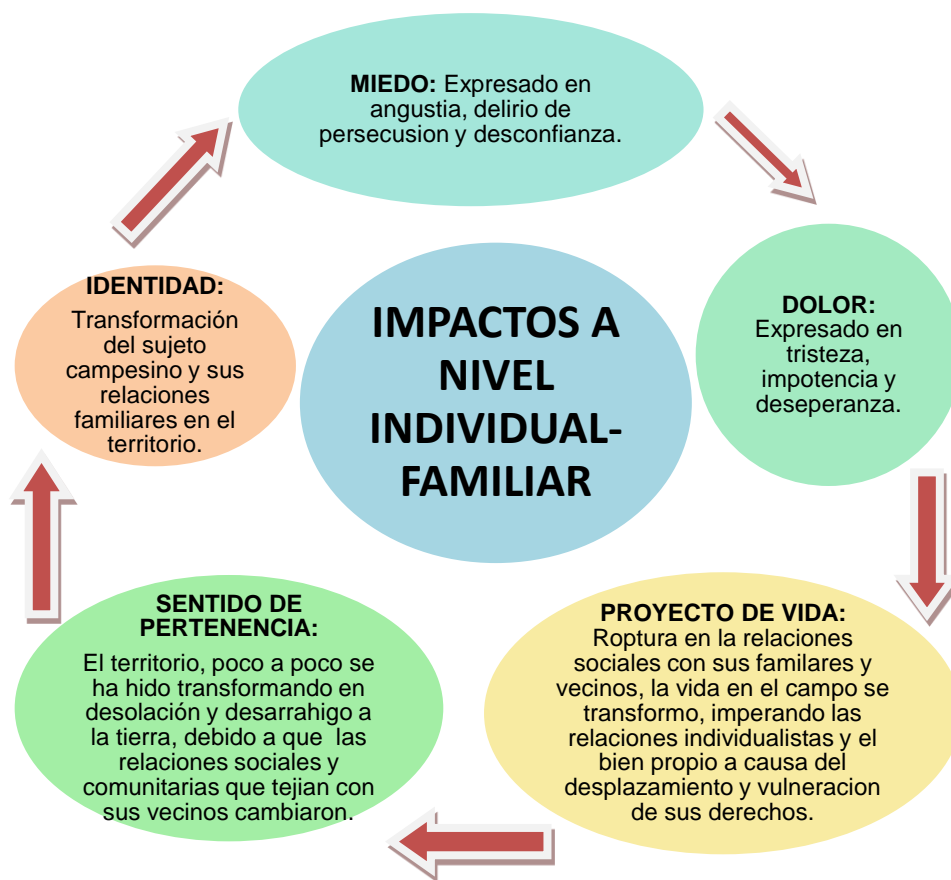 MIEDO: Expresado en
angustia, delirio de
persecusion y desconfianza.
DOLOR:
Expresado en
tristeza,
impotencia y
deseperanza.
PROYECTO DE VIDA:
Roptura en la relaciones
sociales con sus familares y
vecinos, la vida en el campo se
transformo, imperando las
relaciones individualistas y el
bien propio a causa del
desplazamiento y vulneracion
de sus derechos.
SENTIDO DE
PERTENENCIA:
El territorio, poco a poco se
ha hido transformando en
desolación y desarrahigo a
la tierra, debido a que las
relaciones sociales y
comunitarias que tejian con
sus vecinos cambiaron.
IDENTIDAD:
Transformación
del sujeto
campesino y sus
relaciones
familiares en el
territorio.
IMPACTOS A
NIVEL
INDIVIDUAL-
FAMILIAR